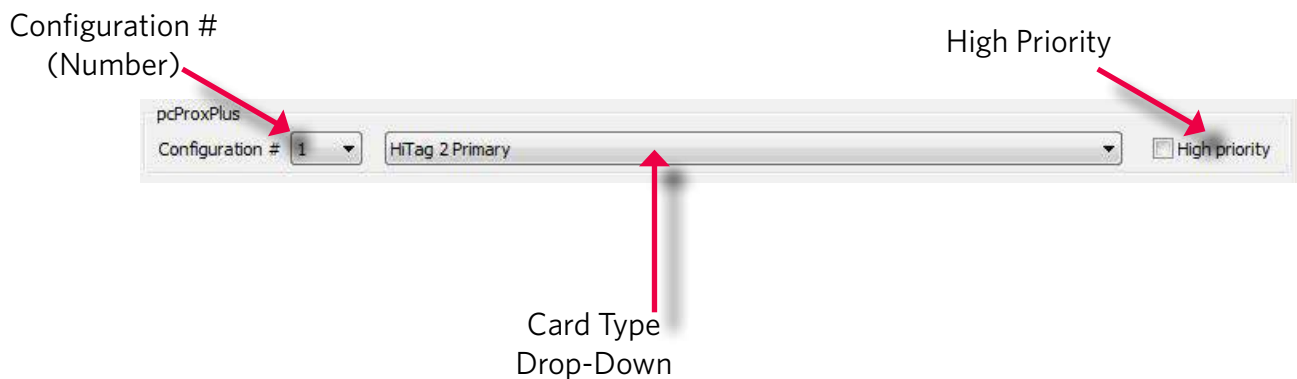 Configuration #
(Number)
High Priority
pcProxPlus
Configuration # 1 HiTag 2 Primary High priority
Card Type
Drop-Down